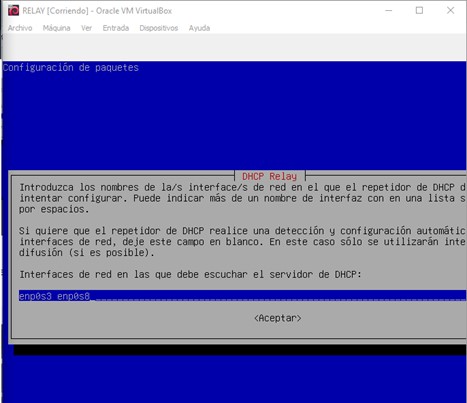 RELAY [Corriendo] - Oracle VM VirtualBox
Archivo Máquina Ver Entrada Dispositivos Ayuda
Configuración de paquetes
DHCP Relay
Introduzca los nombres de la/s interface/s de red en el que el repetidor de DHCP d
intentar configurar. Puede indicar más de un nombre de interfaz con en una lista s
por espacios.
Si quiere que el repetidor de DHCP realice una detección y configuración automátic
interfaces de red, deje este campo en blanco. En este caso sólo se utilizarán inte
difusión (si es posible).
Interfaces de red en las que debe escuchar el servidor de DHCP:
enp0s3 enp0s8
<Aceptar>